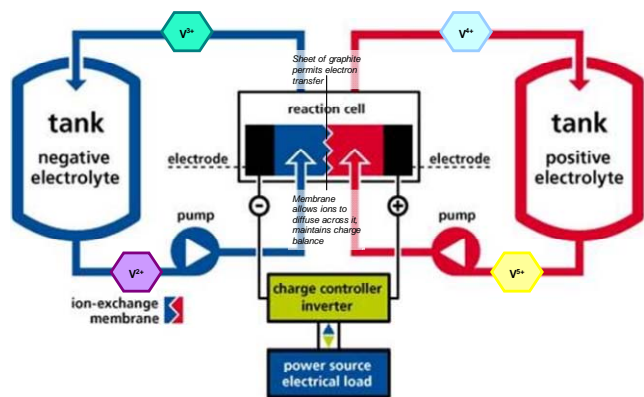 V³⁺
V⁴⁺
Sheet of graphite
permits electron
transfer
reaction cell
tank
negative
electrolyte
tank
positive
electrolyte
electrode
electrode
−
+
Membrane
allows ions to
diffuse across it,
maintains charge
balance
pump
pump
V²⁺
V⁵⁺
ion-exchange
membrane
charge controller
inverter
power source
electrical load